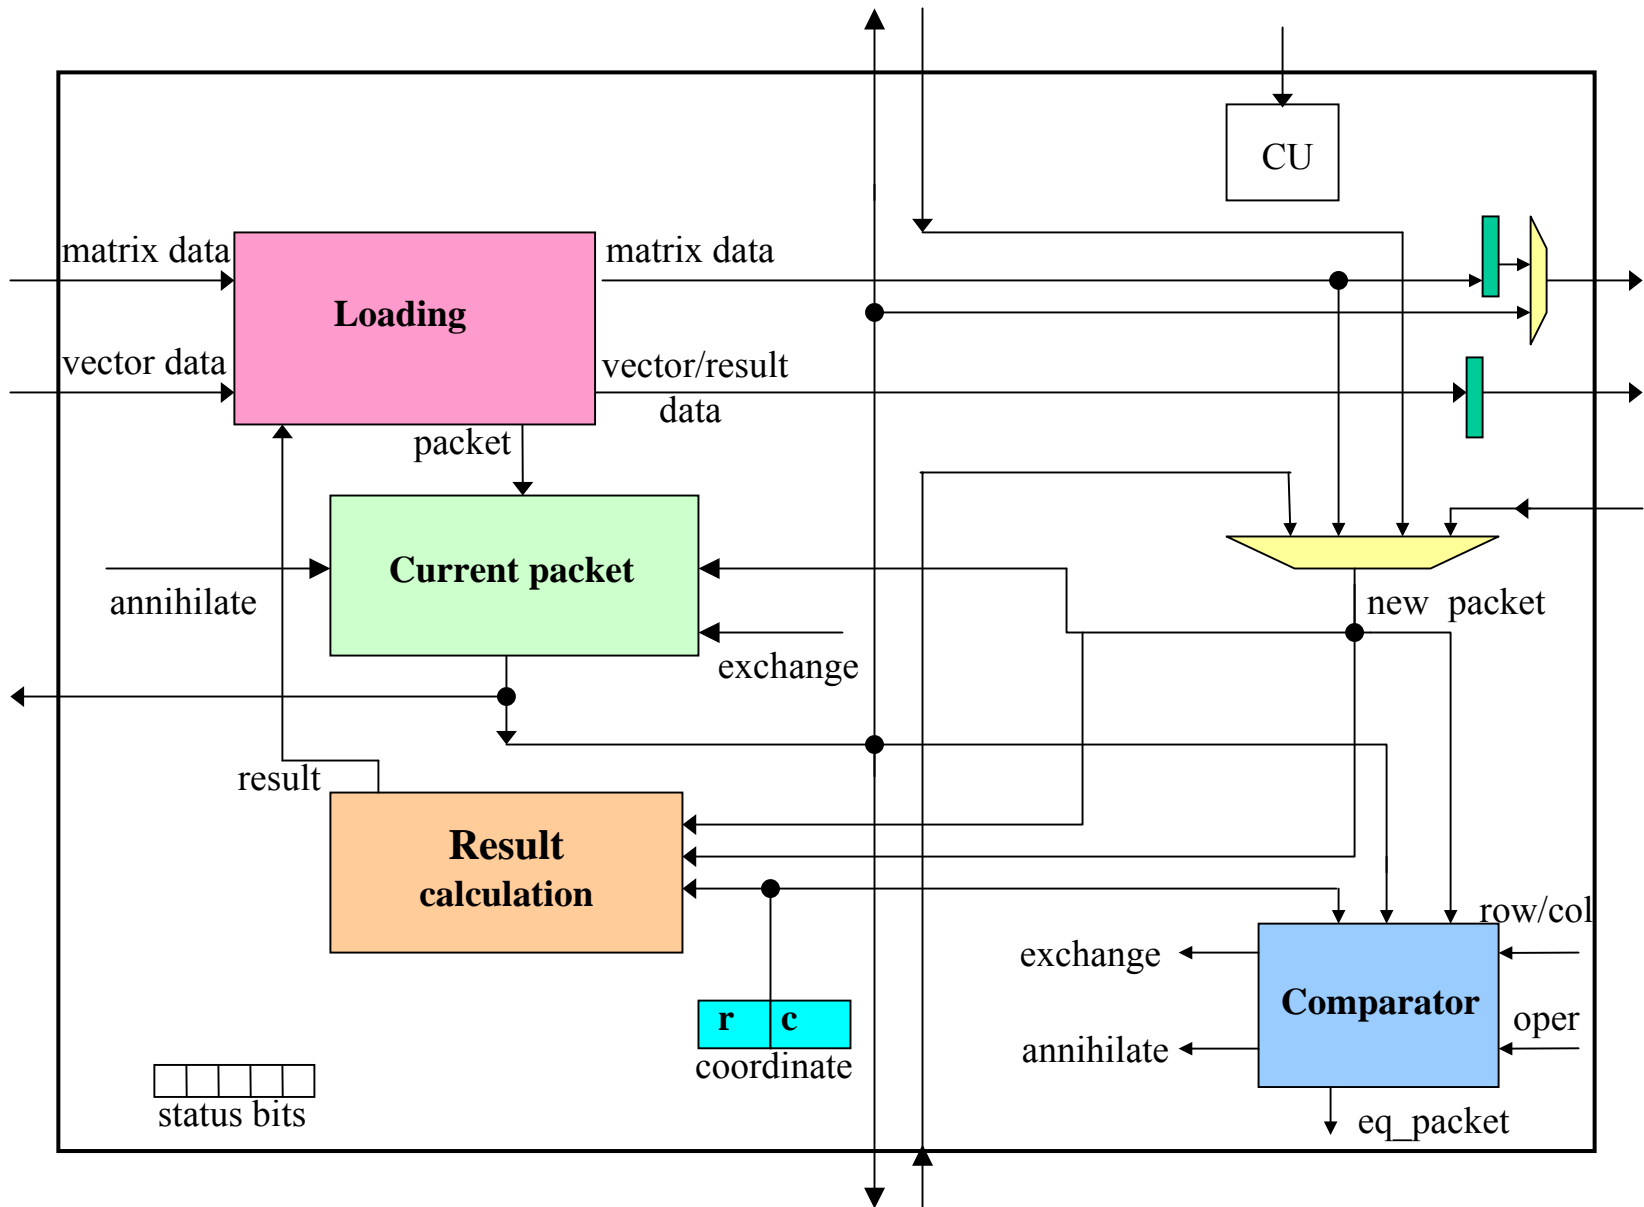 CU
matrix data
matrix data
Loading
vector data
vector/result
data
packet
Current packet
annihilate
new packet
exchange
result
Result
calculation
row/col
exchange
Comparator
r c
oper
annihilate
coordinate
status bits
eq_packet